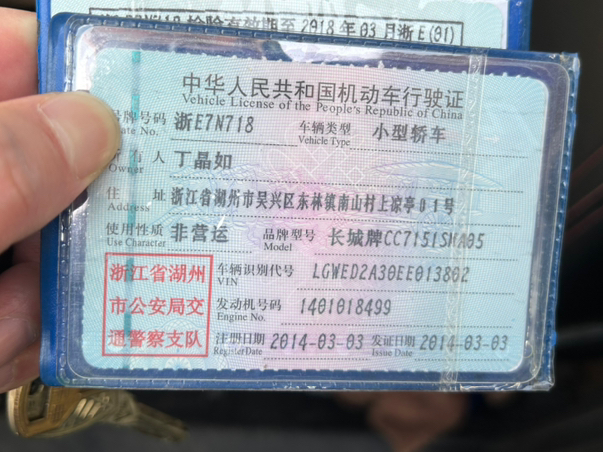 检验有效期至2018年03月浙E(01)
中华人民共和国机动车行驶证
Vehicle License of the People's Republic of China
号牌号码 浙E7N718 车辆类型 小型轿车
Plate No. Vehicle Type
所有人 丁晶如
Owner
住址 浙江省湖州市吴兴区东林镇南山村上凉亭01号
Address
使用性质 非营运 品牌型号 长城牌CC7151SMA05
Use Character Model
浙江省湖州 车辆识别代号 LGWED2A30EE013802
VIN
市公安局交 发动机号码 1401018499
Engine No.
通警察支队 注册日期 2014-03-03 发证日期 2014-03-03
Register Date Issue Date